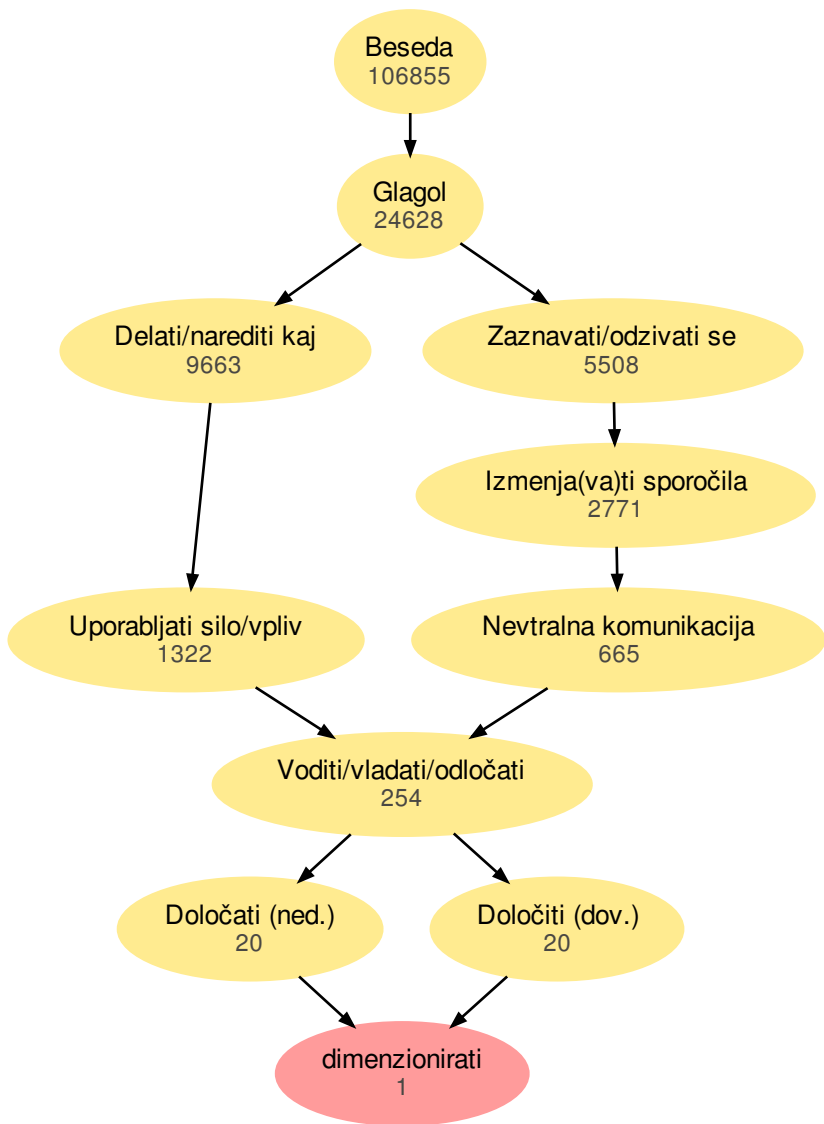 Beseda
106855
Glagol
24628
Delati/narediti kaj
9663
Zaznavati/odzivati se
5508
Izmenja(va)ti sporočila
2771
Uporabljati silo/vpliv
1322
Nevtralna komunikacija
665
Voditi/vladati/odločati
254
Določati (ned.)
20
Določiti (dov.)
20
dimenzionirati
1